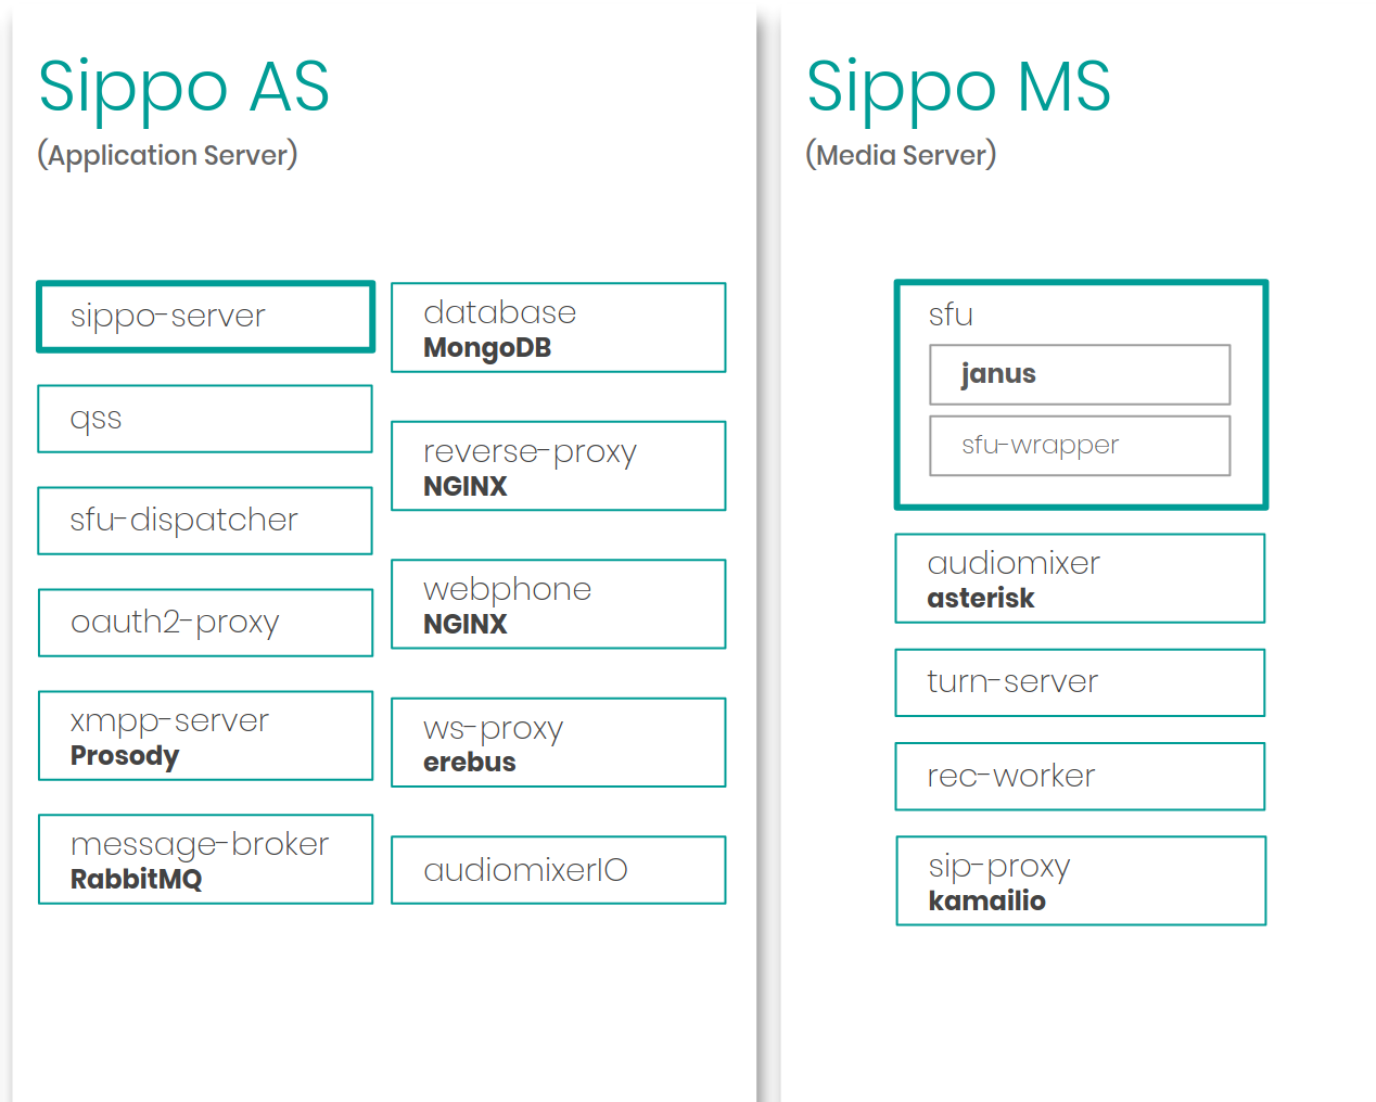 Sippo AS
(Application Server)
sippo-server
qss
sfu-dispatcher
oauth2-proxy
xmpp-server
Prosody
message-broker
RabbitMQ
database
MongoDB
reverse-proxy
NGINX
webphone
NGINX
ws-proxy
erebus
audiomixerIO
Sippo MS
(Media Server)
sfu
janus
sfu-wrapper
audiomixer
asterisk
turn-server
rec-worker
sip-proxy
kamailio